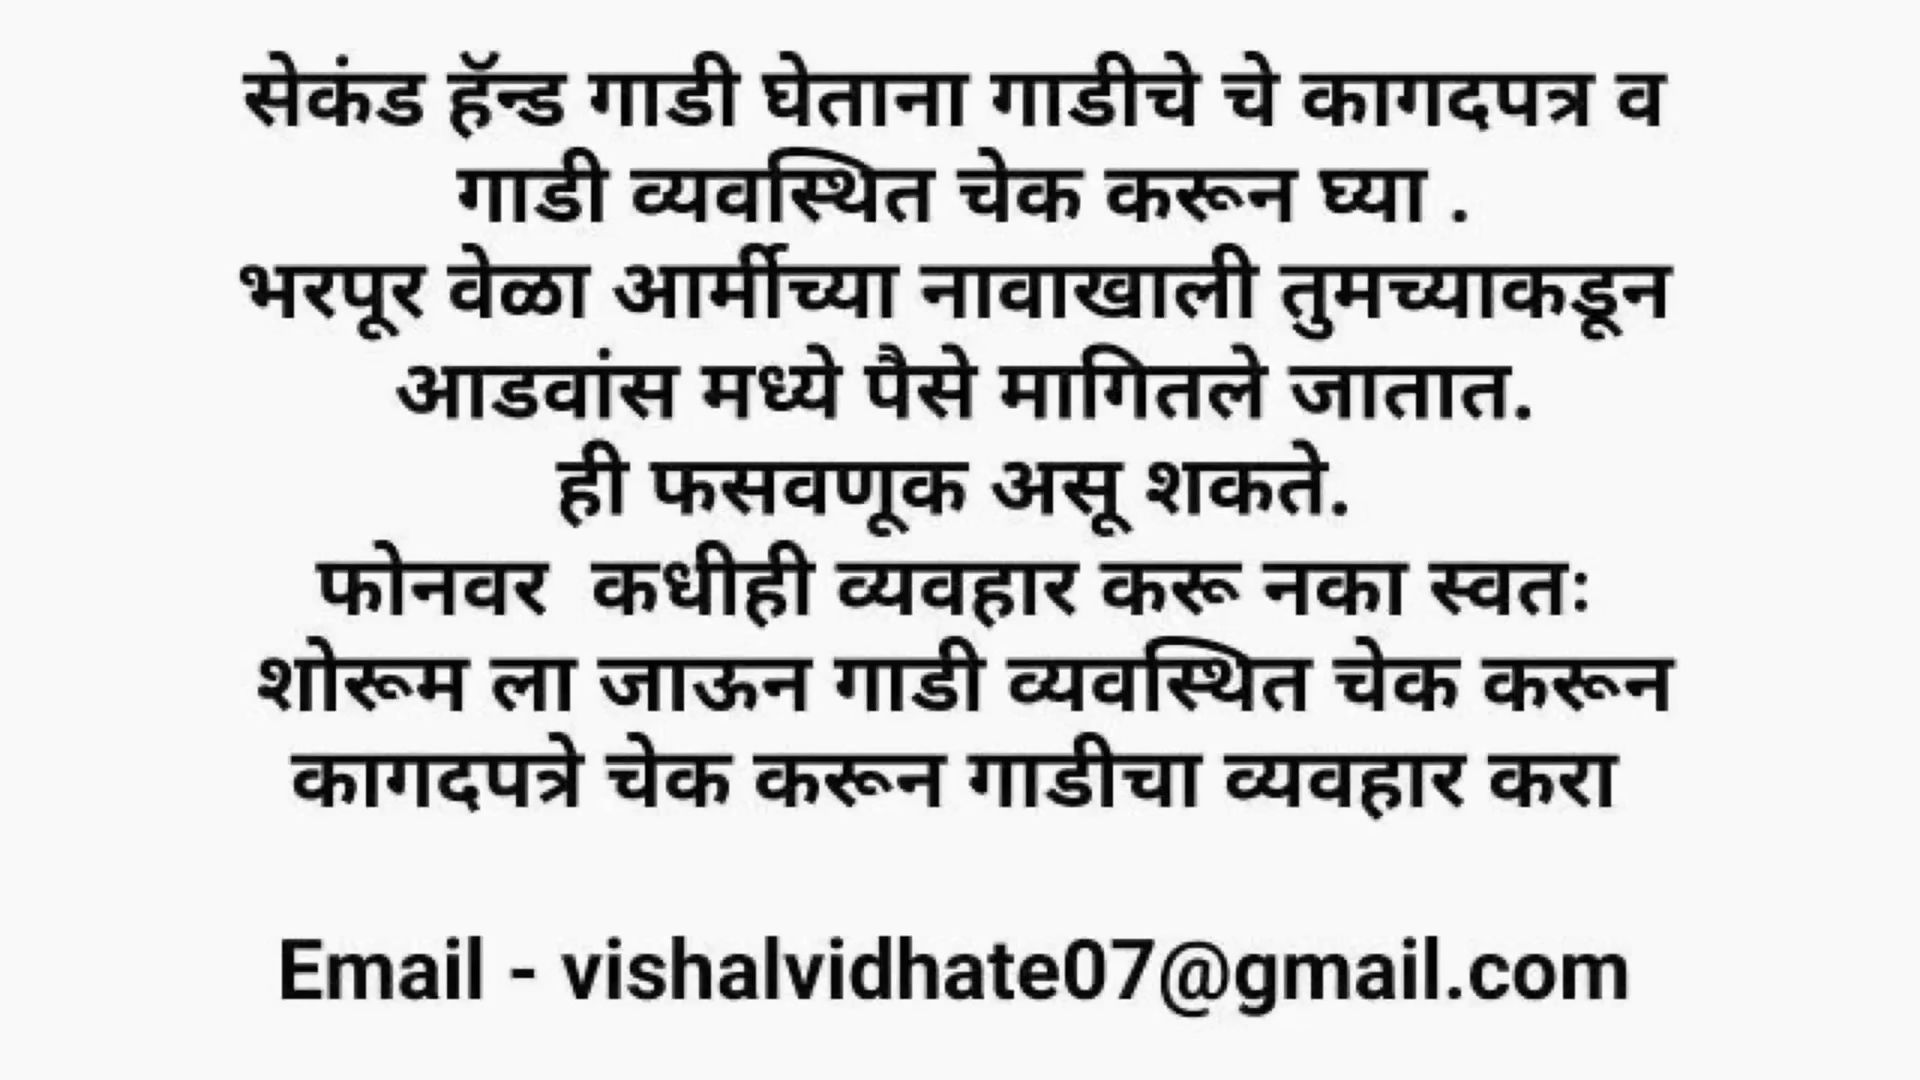 सेकंड हॅन्ड गाडी घेताना गाडीचे चे कागदपत्र व
गाडी व्यवस्थित चेक करून घ्या .
भरपूर वेळा आर्मीच्या नावाखाली तुमच्याकडून
आडवांस मध्ये पैसे मागितले जातात.
ही फसवणूक असू शकते.
फोनवर कधीही व्यवहार करू नका स्वतः
शोरूम ला जाऊन गाडी व्यवस्थित चेक करून
कागदपत्रे चेक करून गाडीचा व्यवहार करा
Email - vishalvidhate07@gmail.com